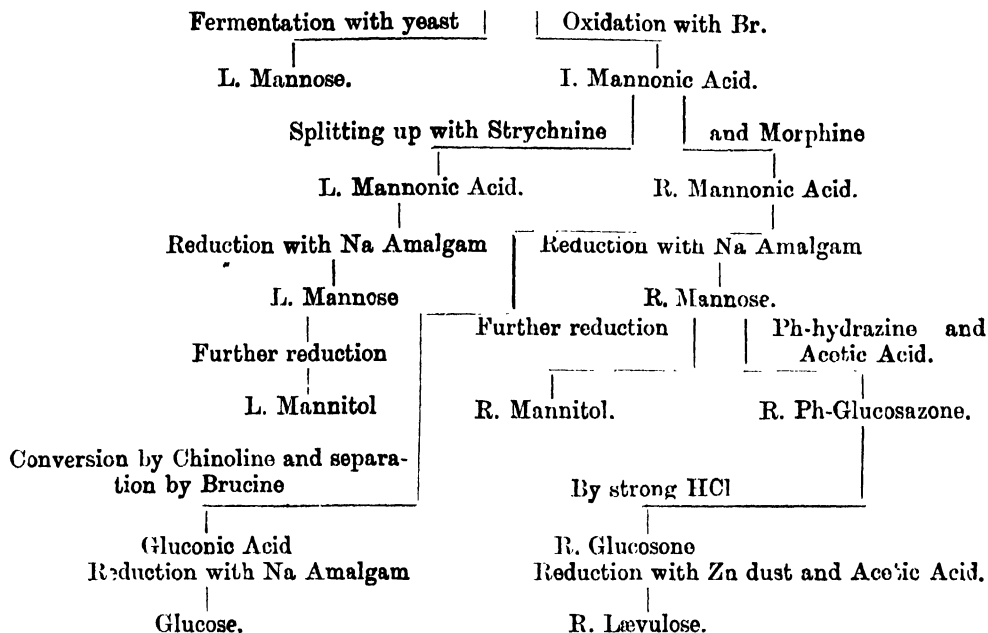 Fermentation with yeast Oxidation with Br.
L. Mannose. I. Mannonic Acid.
Splitting up with Strychnine and Morphine
L. Mannonic Acid. R. Mannonic Acid.
Reduction with Na Amalgam Reduction with Na Amalgam
L. Mannose R. Mannose.
Further reduction Ph-hydrazine and
Further reduction Acetic Acid.
L. Mannitol R. Mannitol. R. Ph-Glucosazone.
Conversion by Chinoline and separa-
tion by Brucine By strong HCl
Gluconic Acid R. Glucosone
Reduction with Na Amalgam Reduction with Zn dust and Acetic Acid.
Glucose. R. Lævulose.